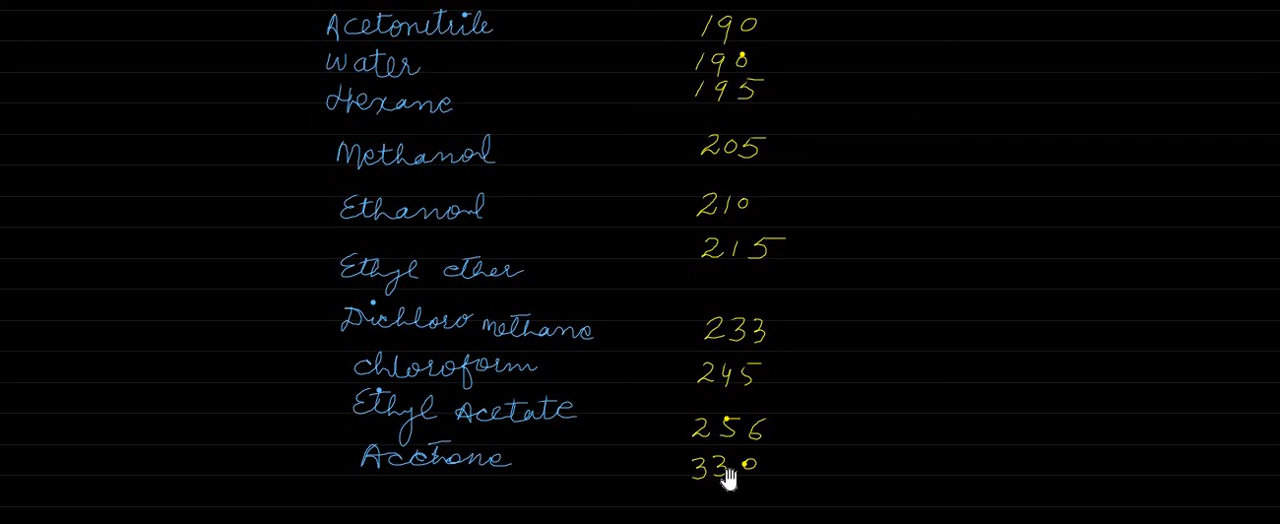 Acetonitrile 190
Water 190
Hexane 195
Methanol 205
Ethanol 210
Ethyl ether 215
Dichloro methane 233
chloroform 245
Ethyl Acetate 256
Acetone 330